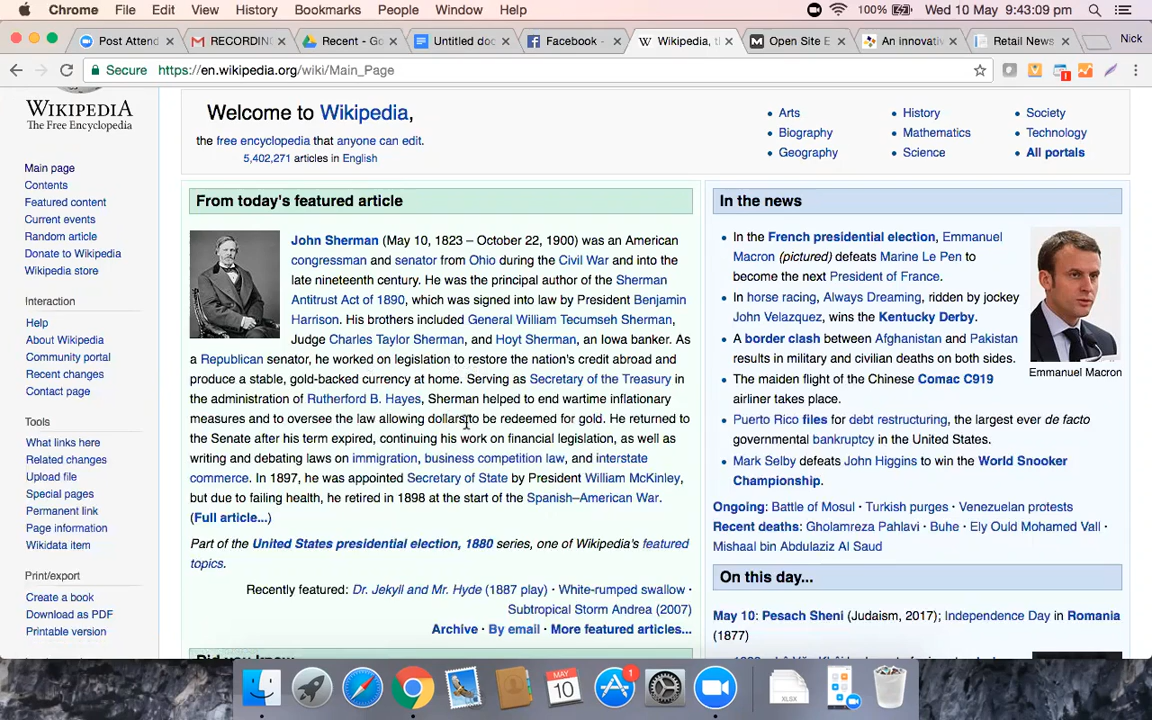 Chrome File Edit View History Bookmarks People Window Help 100% Wed 10 May 9:43:09 pm
Post Attend RECORDING Recent - Go Untitled doc Facebook - Wikipedia, th Open Site E An innovati Retail News Nick
Secure https://en.wikipedia.org/wiki/Main_Page
WIKIPEDIA
The Free Encyclopedia
Main page
Contents
Featured content
Current events
Random article
Donate to Wikipedia
Wikipedia store
Interaction
Help
About Wikipedia
Community portal
Recent changes
Contact page
Tools
What links here
Related changes
Upload file
Special pages
Permanent link
Page information
Wikidata item
Print/export
Create a book
Download as PDF
Printable version
Welcome to Wikipedia,
the free encyclopedia that anyone can edit.
5,402,271 articles in English
• Arts
• Biography
• Geography
• History
• Mathematics
• Science
• Society
• Technology
• All portals
From today's featured article
John Sherman (May 10, 1823 – October 22, 1900) was an American
congressman and senator from Ohio during the Civil War and into the
late nineteenth century. He was the principal author of the Sherman
Antitrust Act of 1890, which was signed into law by President Benjamin
Harrison. His brothers included General William Tecumseh Sherman,
Judge Charles Taylor Sherman, and Hoyt Sherman, an Iowa banker. As
a Republican senator, he worked on legislation to restore the nation's credit abroad and
produce a stable, gold-backed currency at home. Serving as Secretary of the Treasury in
the administration of Rutherford B. Hayes, Sherman helped to end wartime inflationary
measures and to oversee the law allowing dollars to be redeemed for gold. He returned to
the Senate after his term expired, continuing his work on financial legislation, as well as
writing and debating laws on immigration, business competition law, and interstate
commerce. In 1897, he was appointed Secretary of State by President William McKinley,
but due to failing health, he retired in 1898 at the start of the Spanish–American War.
(Full article...)
Part of the United States presidential election, 1880 series, one of Wikipedia's featured
topics.
Recently featured: Dr. Jekyll and Mr. Hyde (1887 play) · White-rumped swallow ·
Subtropical Storm Andrea (2007)
Archive · By email · More featured articles...
Did you know...
In the news
• In the French presidential election, Emmanuel
Macron (pictured) defeats Marine Le Pen to
become the next President of France.
• In horse racing, Always Dreaming, ridden by jockey
John Velazquez, wins the Kentucky Derby.
• A border clash between Afghanistan and Pakistan
results in military and civilian deaths on both sides.
• The maiden flight of the Chinese Comac C919
airliner takes place.
• Puerto Rico files for debt restructuring, the largest ever de facto
governmental bankruptcy in the United States.
• Mark Selby defeats John Higgins to win the World Snooker
Championship.
Emmanuel Macron
Ongoing: Battle of Mosul · Turkish purges · Venezuelan protests
Recent deaths: Gholamreza Pahlavi · Buhe · Ely Ould Mohamed Vall ·
Mishaal bin Abdulaziz Al Saud
On this day...
May 10: Pesach Sheni (Judaism, 2017); Independence Day in Romania
(1877)
MAY
10
1
XLSX